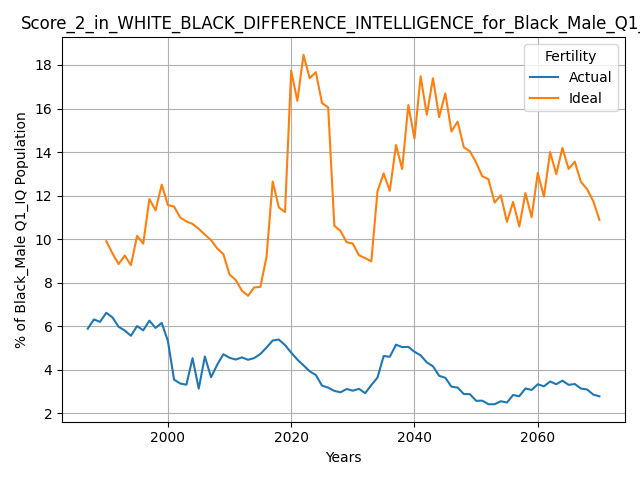 Score_2_in_WHITE_BLACK_DIFFERENCE_INTELLIGENCE_for_Black_Male_Q1_
Fertility
Actual
Ideal
% of Black_Male Q1_IQ Population
18
16
14
12
10
8
6
4
2
2000 2020 2040 2060
Years